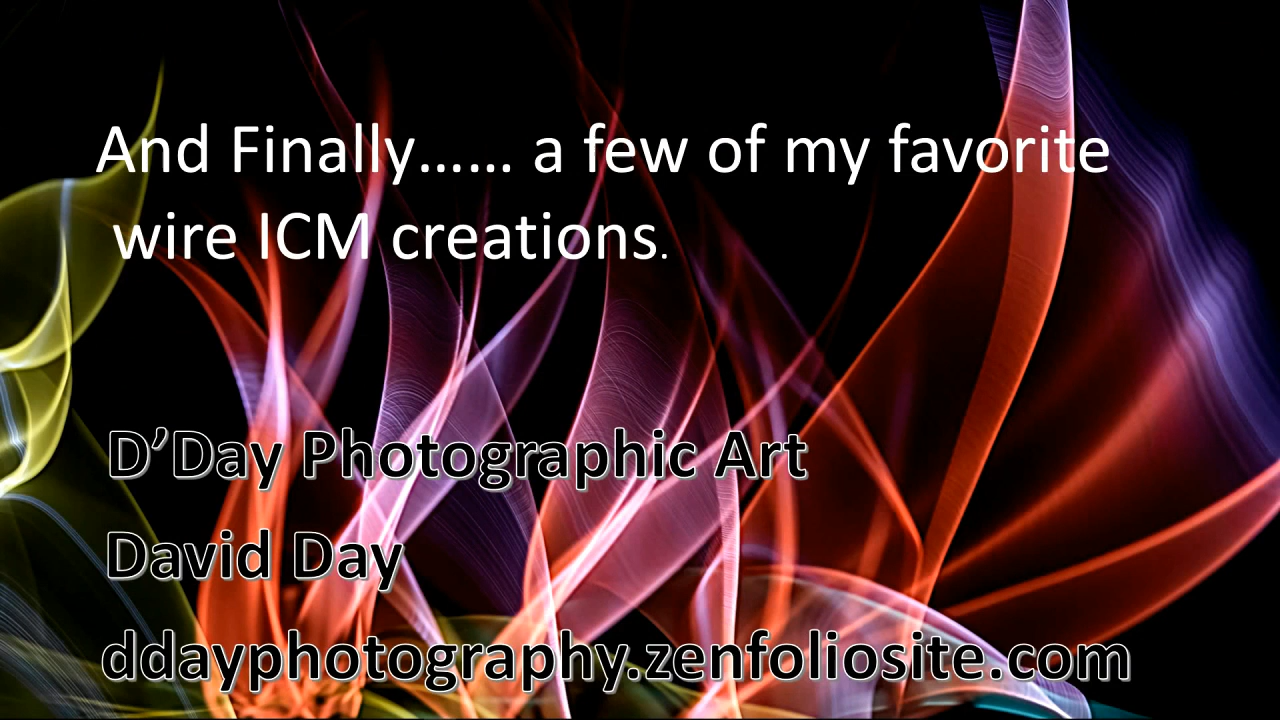 And Finally…… a few of my favorite
wire ICM creations.
D’Day Photographic Art
David Day
ddayphotography.zenfoliosite.com